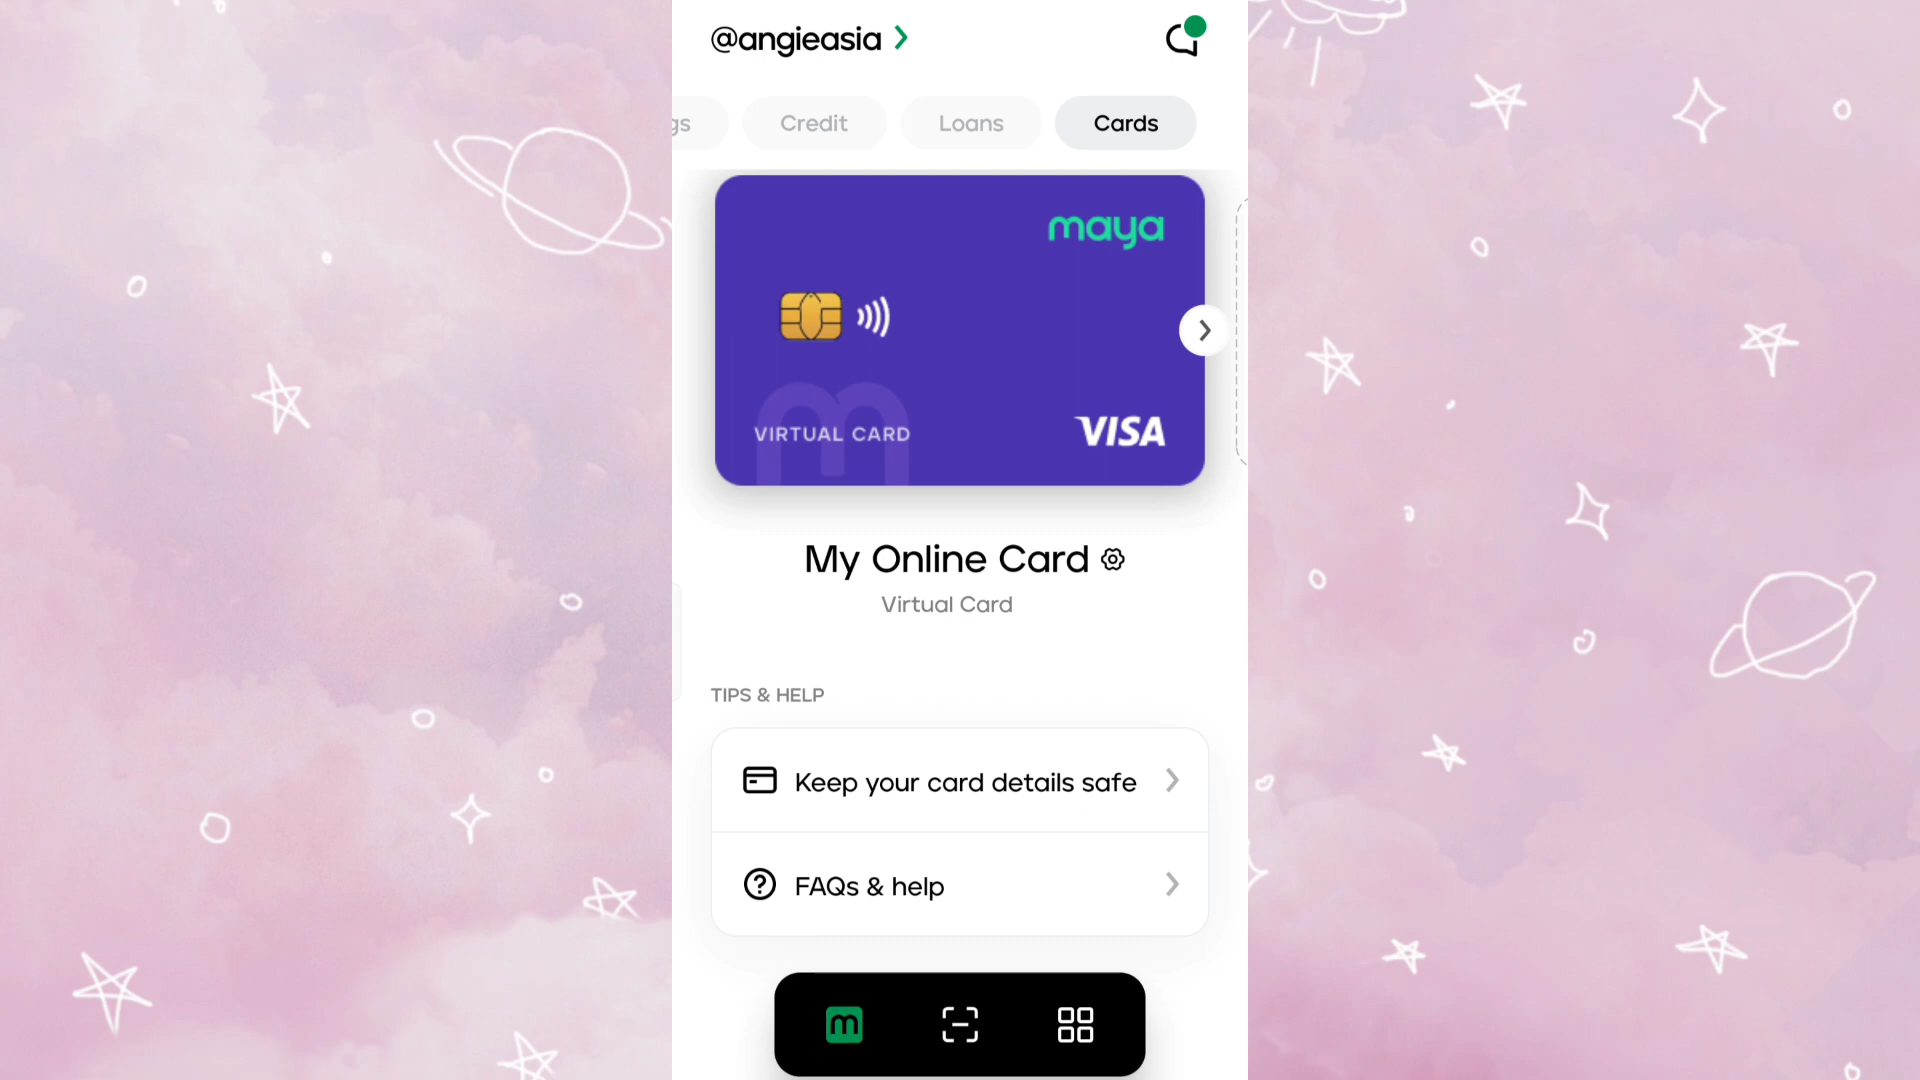 @angieasia
gs
Credit
Loans
Cards
maya
VIRTUAL CARD
VISA
My Online Card
Virtual Card
TIPS & HELP
Keep your card details safe
FAQs & help
m